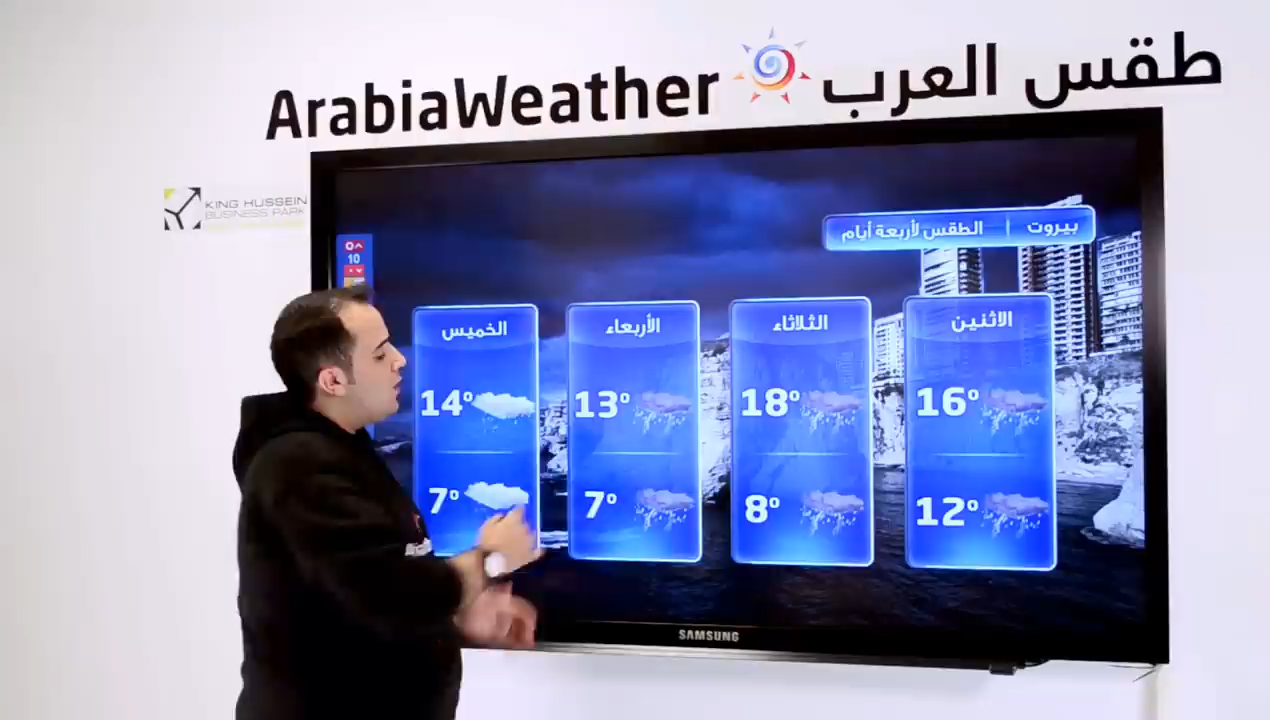 ArabiaWeather طقس العرب
KING HUSSEIN
BUSINESS PARK
بيروت | الطقس لأربعة أيام
10
الاثنين
16°
12°
الثلاثاء
18°
8°
الأربعاء
13°
7°
الخميس
14°
7°
SAMSUNG